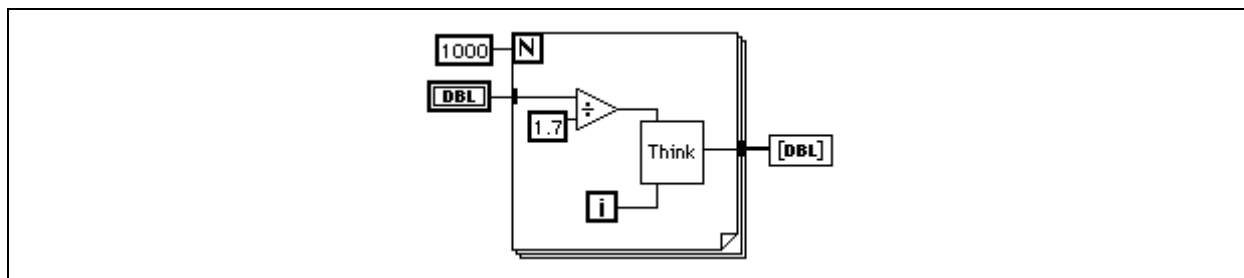 1000 N
DBL
÷
1.7
Think
[DBL]
i